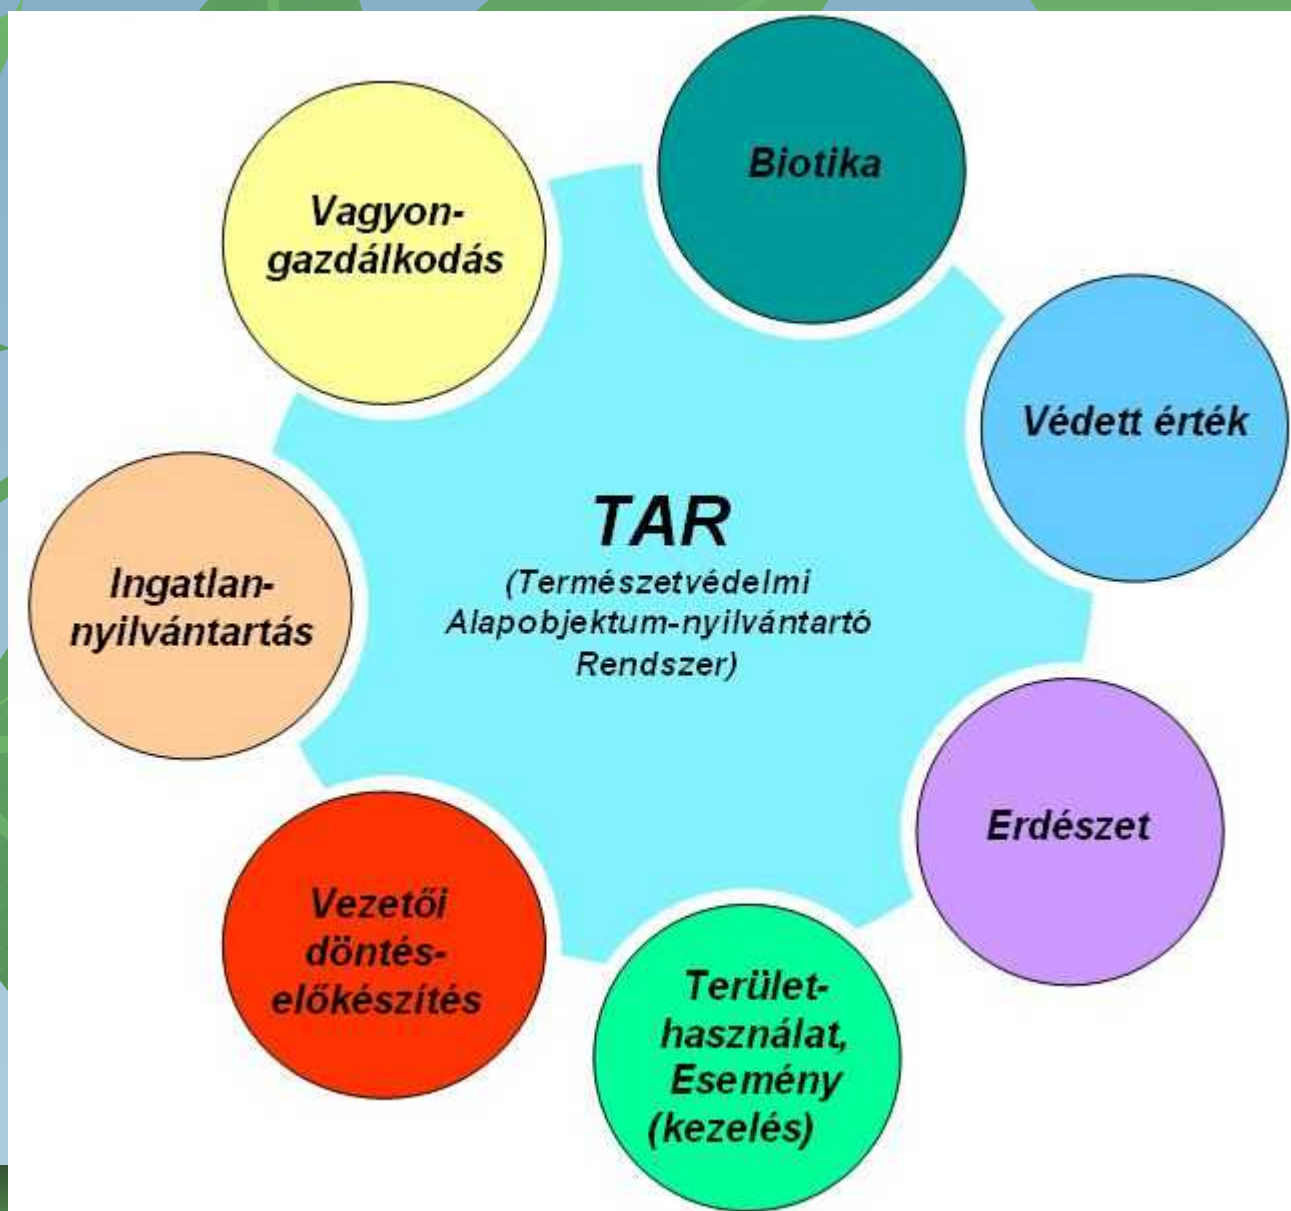 Biotika
Vagyon-
gazdálkodás
Védett érték
TAR
(Természetvédelmi
Alapobjektum-nyilvántartó
Rendszer)
Ingatlan-
nyilvántartás
Erdészet
Vezetői
döntés-
előkészítés
Terület-
használat,
Esemény
(kezelés)